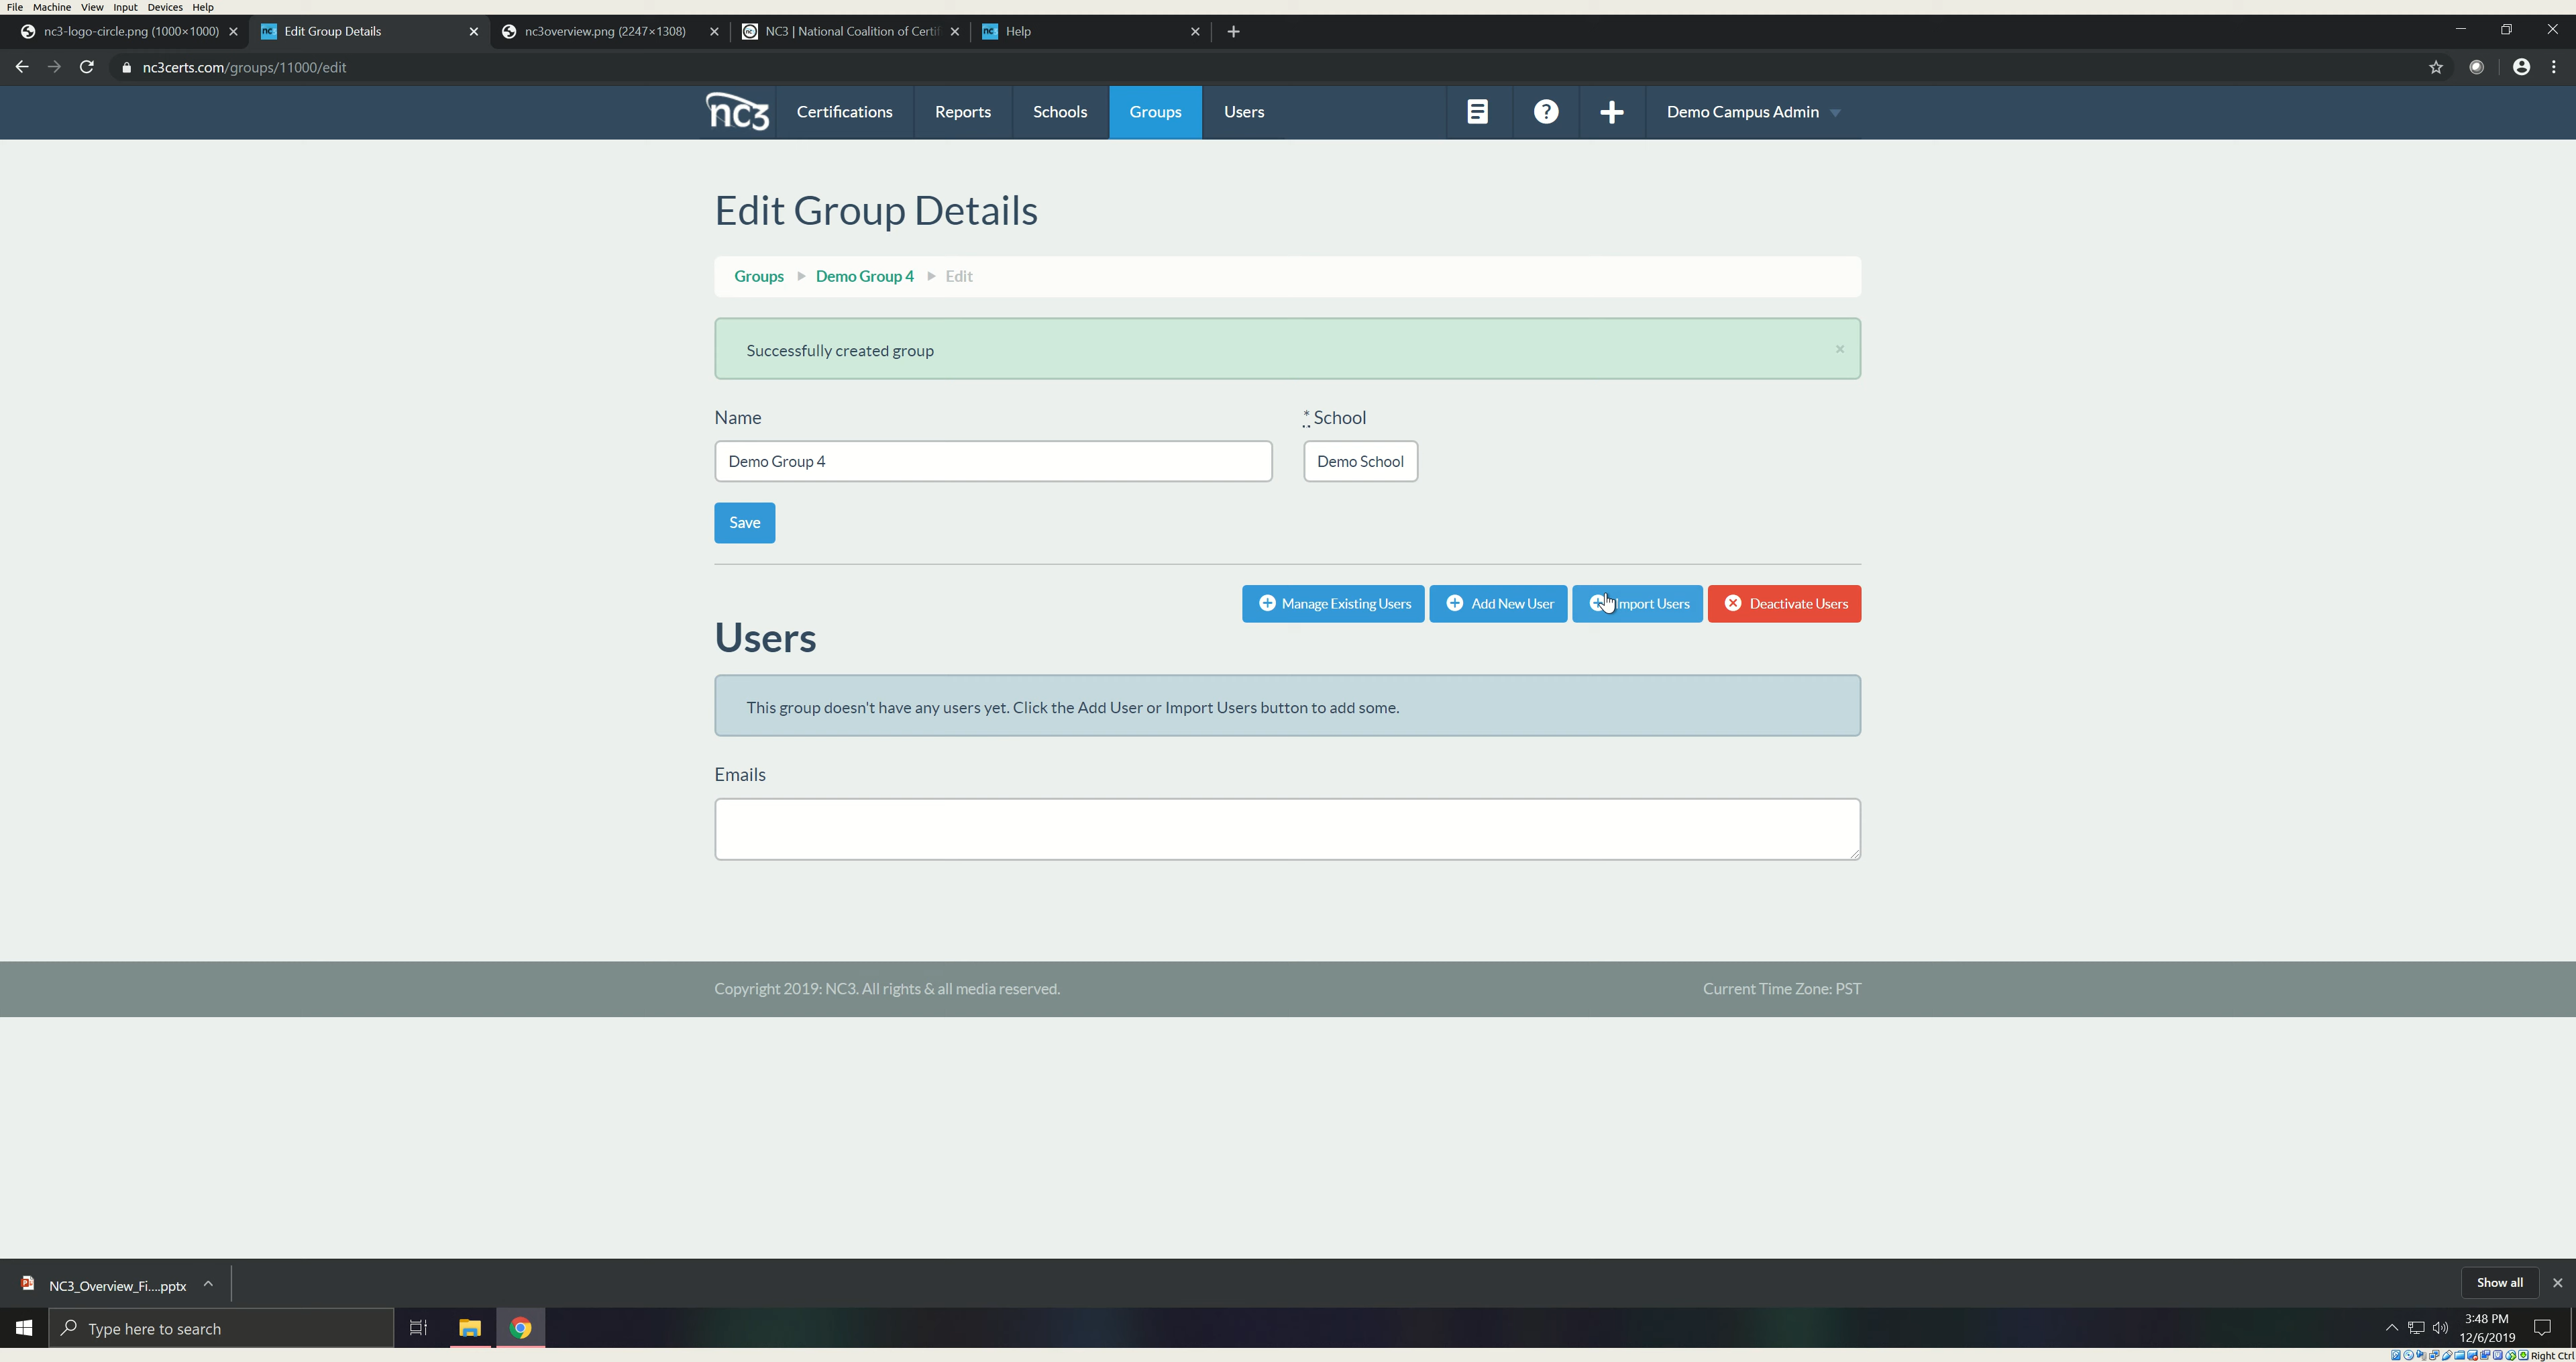 File Machine View Input Devices Help
nc3-logo-circle.png (1000×1000) Edit Group Details nc3overview.png (2247×1308) NC3 | National Coalition of Certif Help
nc3certs.com/groups/11000/edit
nc3 Certifications Reports Schools Groups Users Demo Campus Admin
Edit Group Details
Groups Demo Group 4 Edit
Successfully created group ×
Name * School
Demo Group 4 Demo School
Save
Manage Existing Users Add New User Import Users Deactivate Users
Users
This group doesn't have any users yet. Click the Add User or Import Users button to add some.
Emails
Copyright 2019: NC3. All rights & all media reserved. Current Time Zone: PST
NC3_Overview_Fi....pptx Show all
Type here to search 3:48 PM
12/6/2019
Right Ctrl